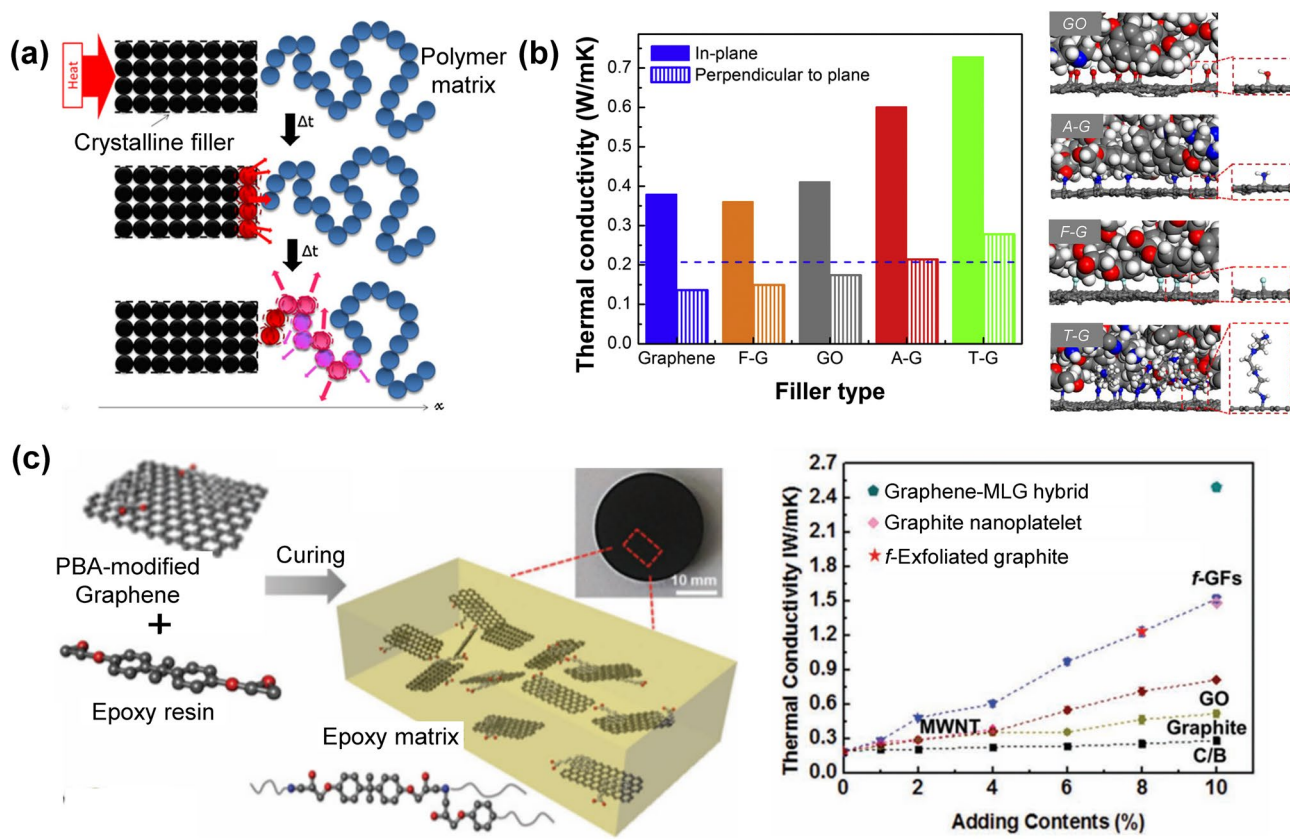 (a)
Heat
Polymer
matrix
Δt
Crystalline filler
Δt
x
(b)
Thermal conductivity (W/mK)
0.7
0.6
0.5
0.4
0.3
0.2
0.1
0.0
In-plane
Perpendicular to plane
Graphene
F-G
GO
A-G
T-G
Filler type
GO
A-G
F-G
T-G
(c)
PBA-modified
Graphene
+
Epoxy resin
Curing
10 mm
Epoxy matrix
Thermal Conductivity IW/mK)
2.7
2.4
2.1
1.8
1.5
1.2
0.9
0.6
0.3
0.0
Graphene-MLG hybrid
Graphite nanoplatelet
f-Exfoliated graphite
f-GFs
MWNT
GO
Graphite
C/B
0
2
4
6
8
10
Adding Contents (%)